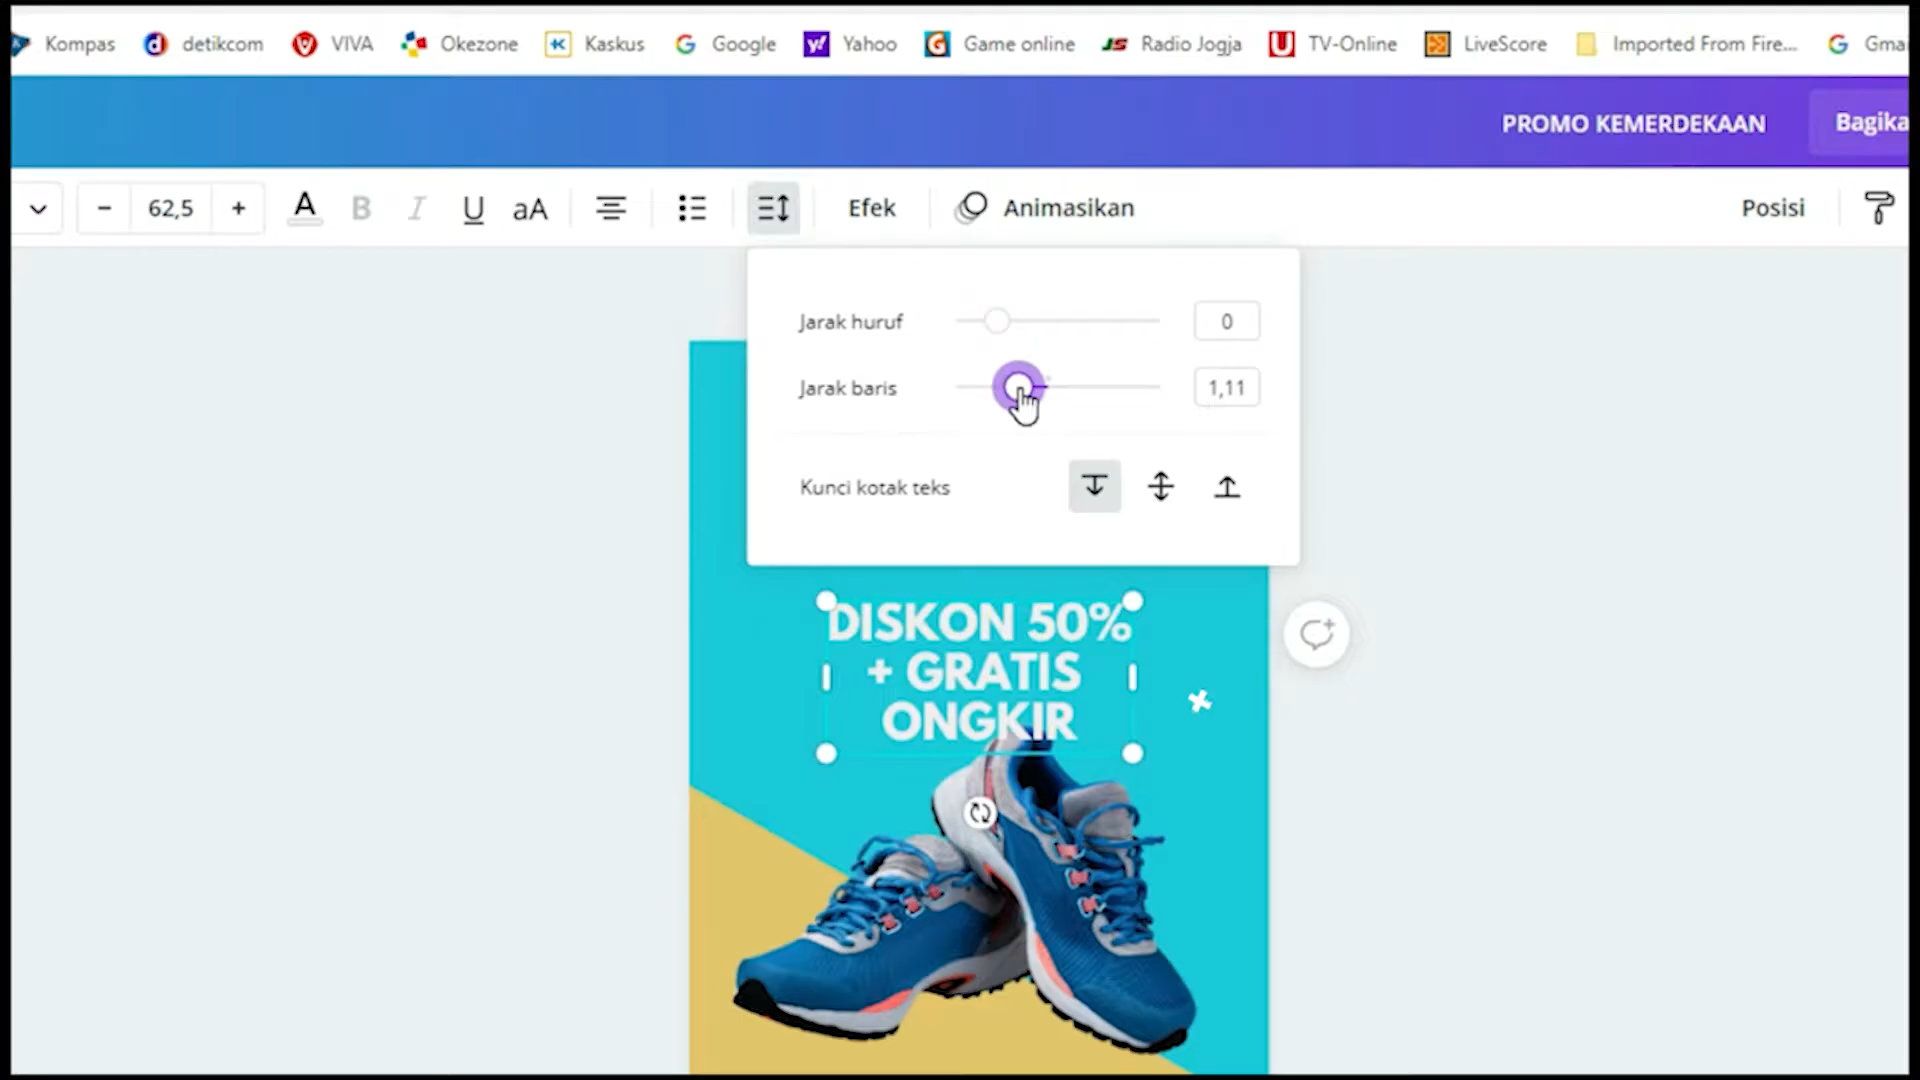 Kompas detikcom VIVA Okezone Kaskus Google Yahoo Game online Radio Jogja TV-Online LiveScore Imported From Fire...
PROMO KEMERDEKAAN
62,5 A B I U aA Efek Animasikan Posisi
Jarak huruf 0
Jarak baris 1,11
Kunci kotak teks
DISKON 50%
+ GRATIS
ONGKIR